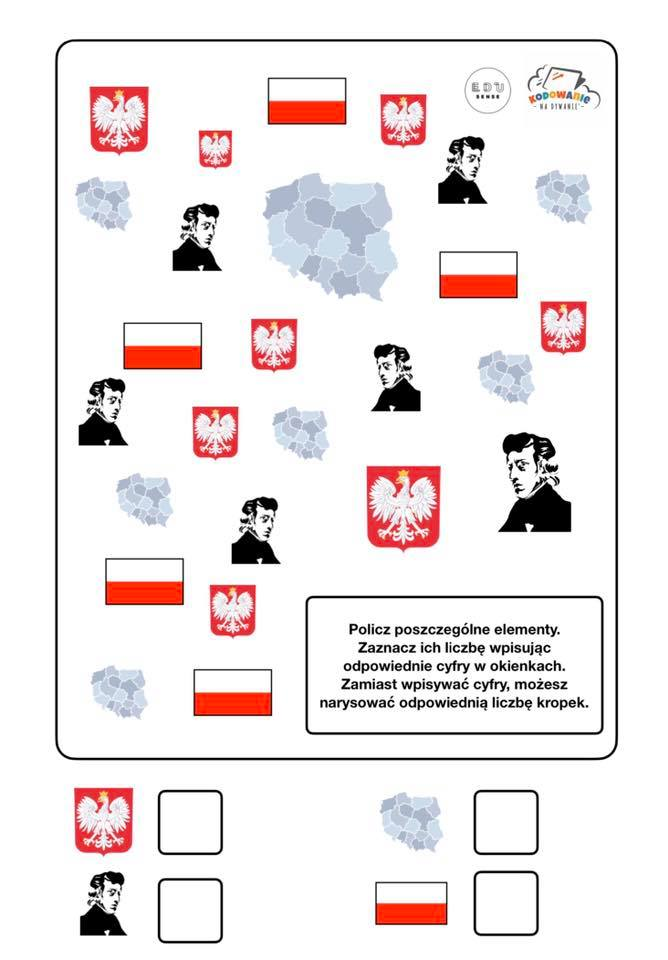 EDU
SENSE
KODOWANIE
- NA DYWANIE -
Policz poszczególne elementy.
Zaznacz ich liczbę wpisując
odpowiednie cyfry w okienkach.
Zamiast wpisywać cyfry, możesz
narysować odpowiednią liczbę kropek.